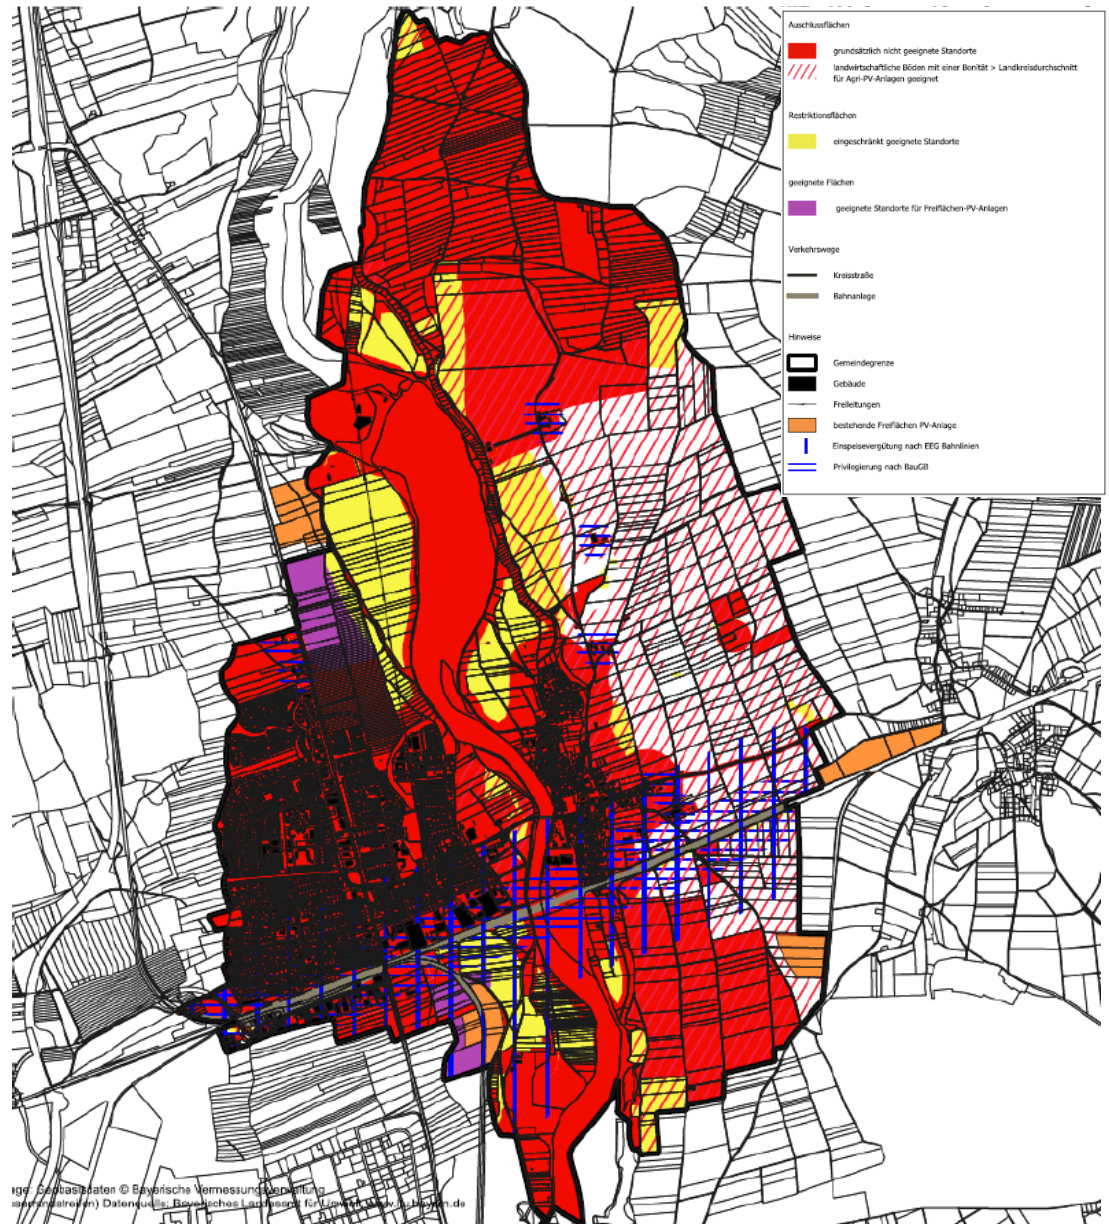 Auschlussflächen
grundsätzlich nicht geeignete Standorte
landwirtschaftliche Böden mit einer Bonität > Landkreisdurchschnitt
für Agri-PV-Anlagen geeignet
Restriktionsflächen
eingeschränkt geeignete Standorte
geeignete Flächen
geeignete Standorte für Freiflächen-PV-Anlagen
Verkehrswege
Kreisstraße
Bahnanlage
Hinweise
Gemeindegrenze
Gebäude
Freileitungen
bestehende Freiflächen PV-Anlage
Einspeisevergütung nach EEG Bahnlinien
Privilegierung nach BauGB
Geobasisdaten © Bayerische Vermessungsverwaltung
Datenquelle: Bayerisches Landesamt für Umwelt